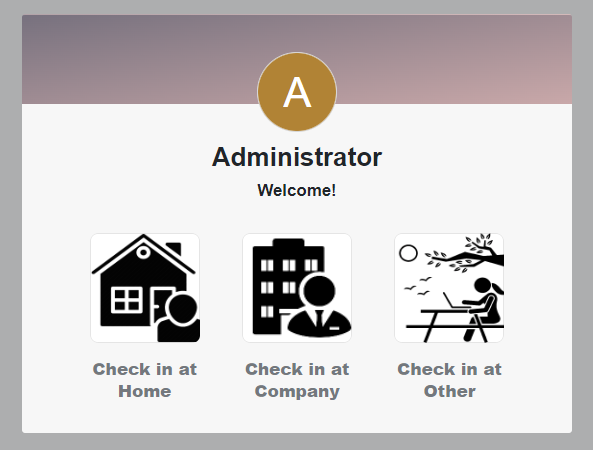 A
Administrator
Welcome!
Check in at
Home
Check in at
Company
Check in at
Other